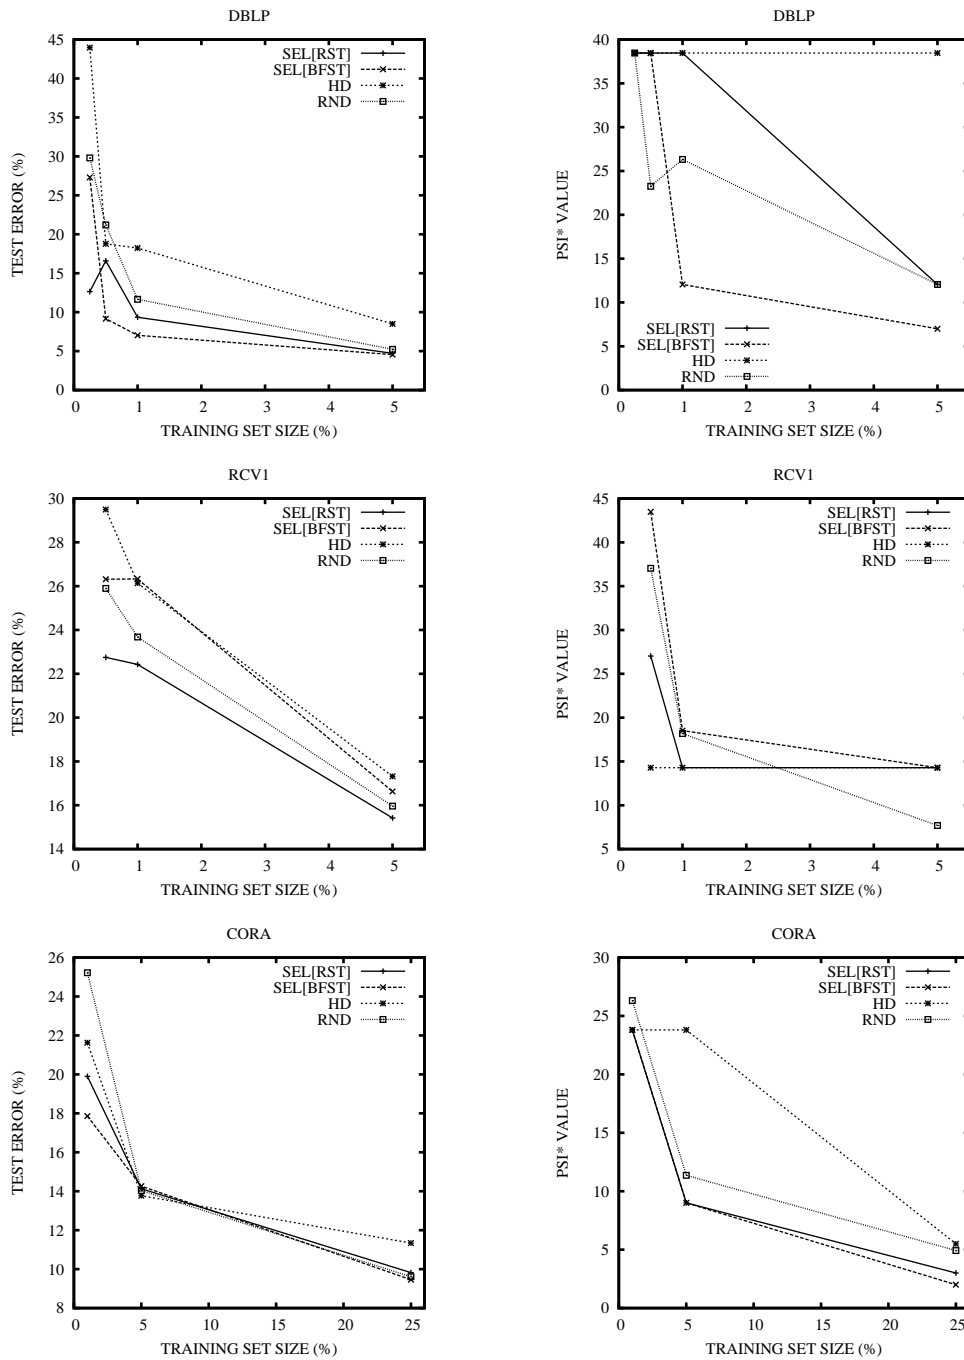 DBLP
45
40
35
30
25
20
15
10
5
0
TEST ERROR (%)
SEL[RST]
SEL[BFST]
HD
RND
0 1 2 3 4 5
TRAINING SET SIZE (%)
DBLP
40
35
30
25
20
15
10
5
0
PSI* VALUE
SEL[RST]
SEL[BFST]
HD
RND
0 1 2 3 4 5
TRAINING SET SIZE (%)
RCV1
30
28
26
24
22
20
18
16
14
TEST ERROR (%)
SEL[RST]
SEL[BFST]
HD
RND
0 1 2 3 4 5
TRAINING SET SIZE (%)
RCV1
45
40
35
30
25
20
15
10
5
PSI* VALUE
SEL[RST]
SEL[BFST]
HD
RND
0 1 2 3 4 5
TRAINING SET SIZE (%)
CORA
26
24
22
20
18
16
14
12
10
8
TEST ERROR (%)
SEL[RST]
SEL[BFST]
HD
RND
0 5 10 15 20 25
TRAINING SET SIZE (%)
CORA
30
25
20
15
10
5
0
PSI* VALUE
SEL[RST]
SEL[BFST]
HD
RND
0 5 10 15 20 25
TRAINING SET SIZE (%)